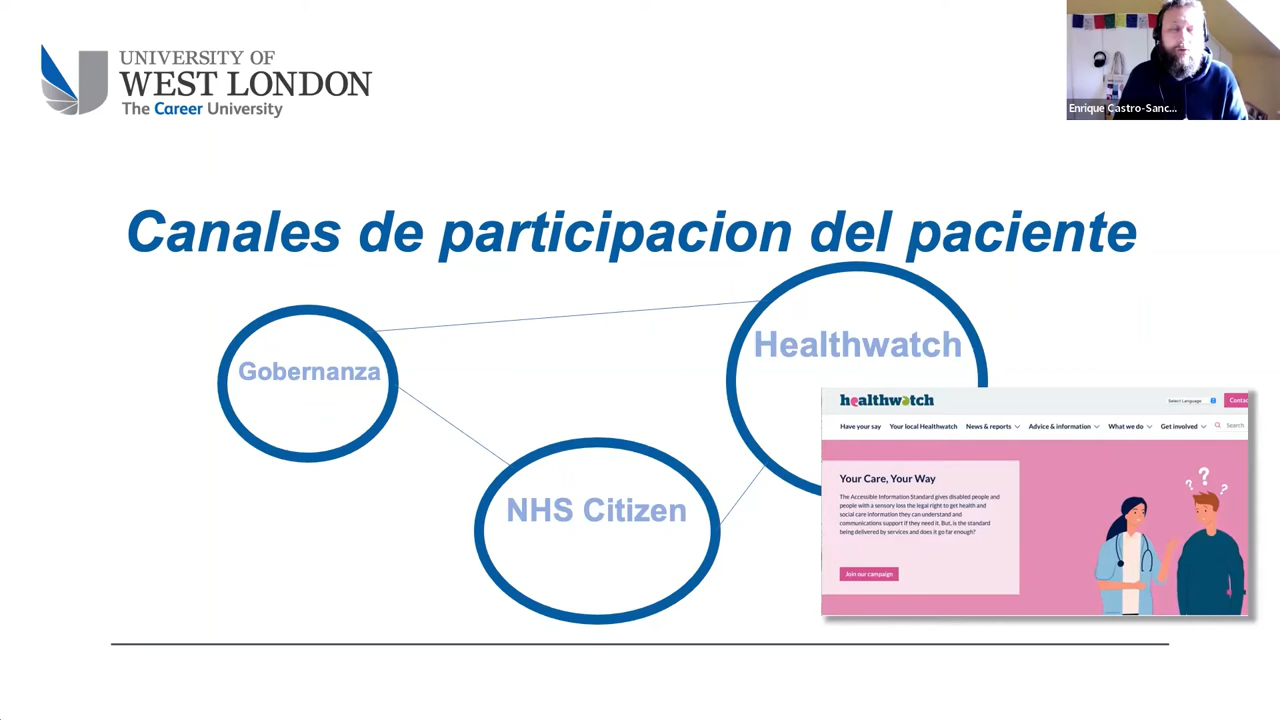 UNIVERSITY OF
WEST LONDON
The Career University
Enrique Castro-Sanc...
Canales de participacion del paciente
Gobernanza
Healthwatch
NHS Citizen
healthwatch
Select Language
Contac
Have your say
Your local Healthwatch
News & reports
Advice & information
What we do
Get involved
Search
Your Care, Your Way
The Accessible Information Standard gives disabled people and
people with a sensory loss the legal right to get health and
social care information they can understand and
communications support if they need it. But, is the standard
being delivered by services and does it go far enough?
Join our campaign
? ? ?